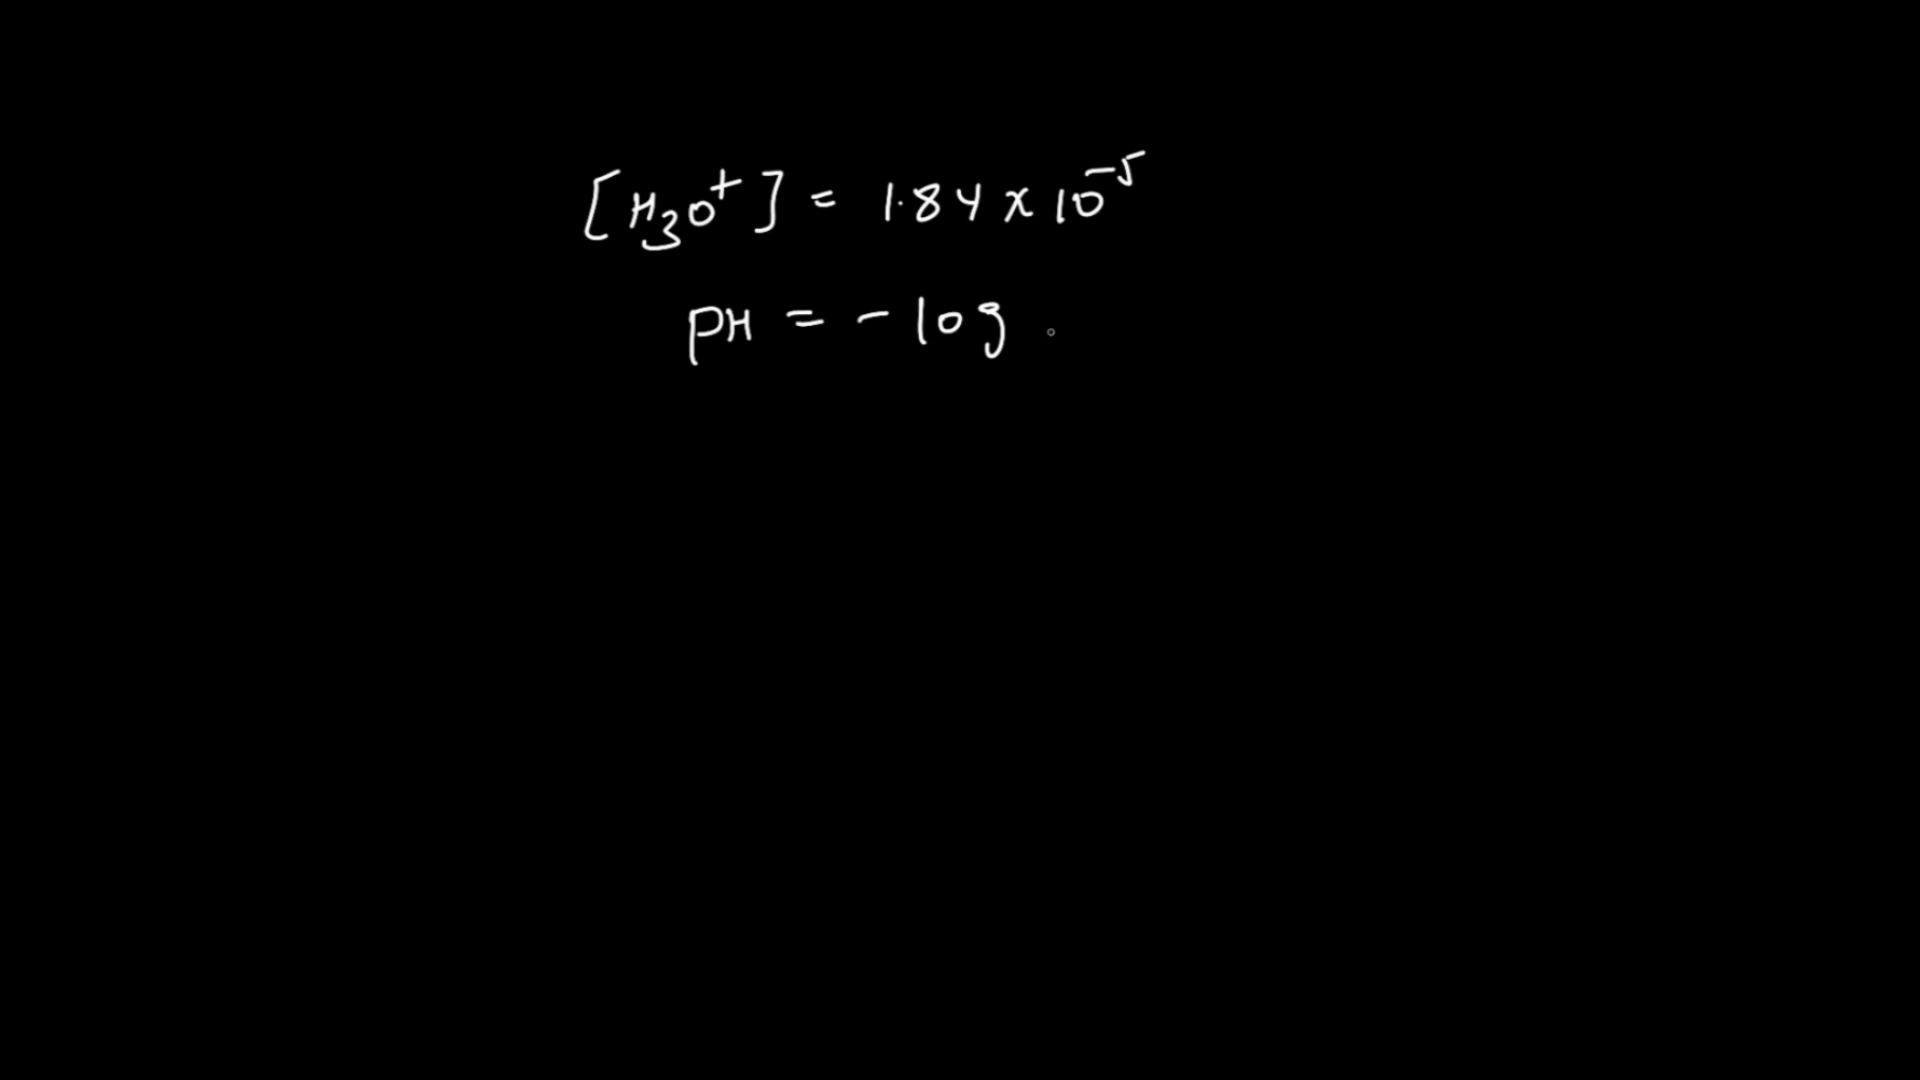 [H₃O⁺] = 1.84 x 10⁻⁵
pH = - log